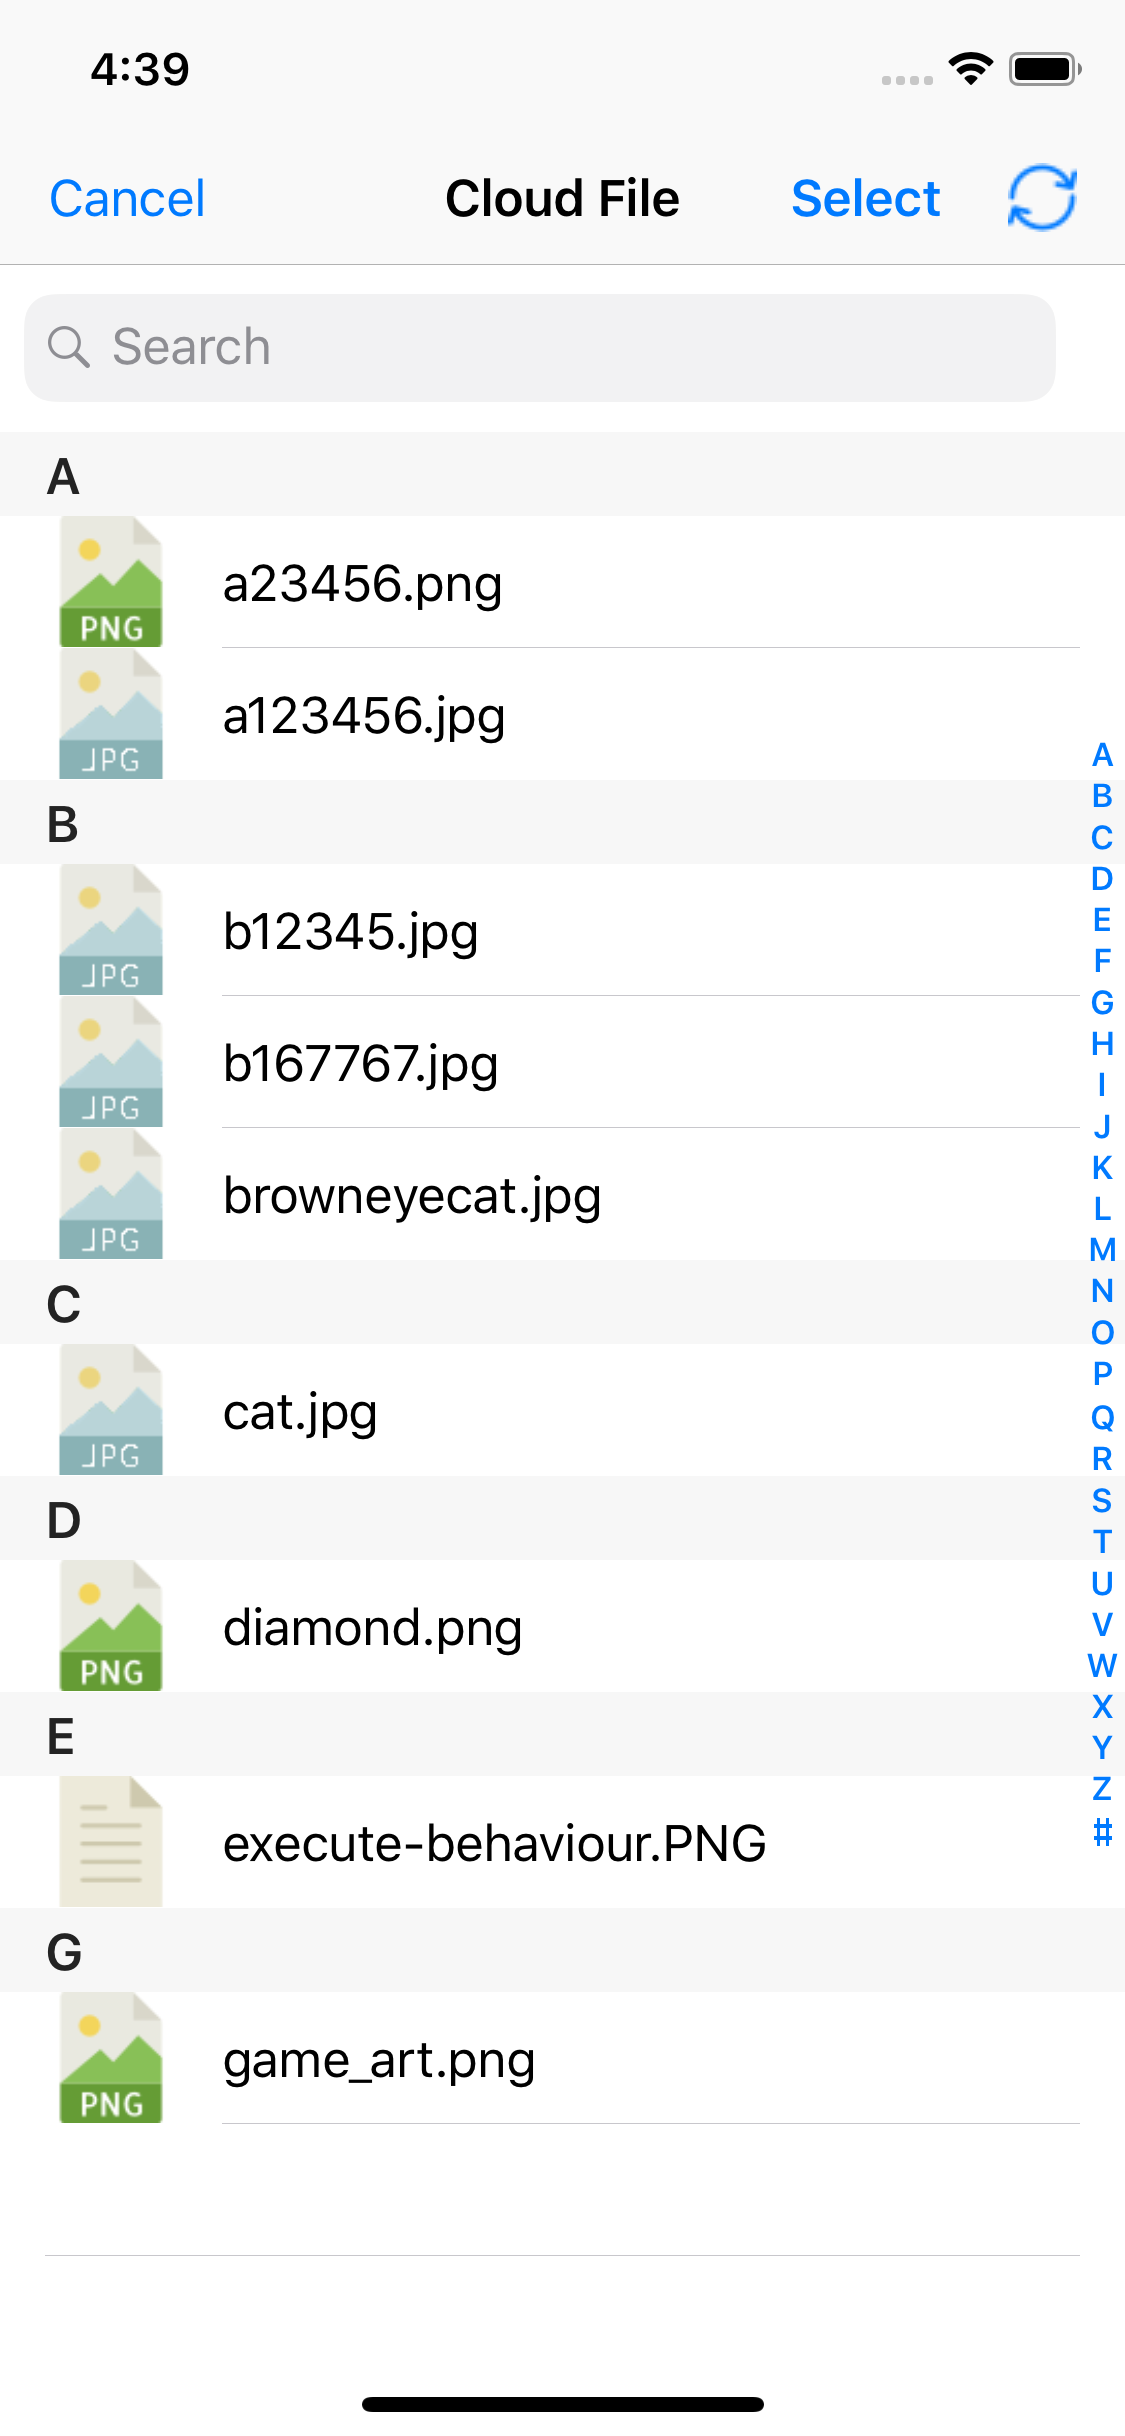 4:39
Cancel Cloud File Select
Search
A
PNG a23456.png
JPG a123456.jpg
B
JPG b12345.jpg
JPG b167767.jpg
JPG browneyecat.jpg
C
JPG cat.jpg
D
PNG diamond.png
E
execute-behaviour.PNG
G
PNG game_art.png
A
B
C
D
E
F
G
H
I
J
K
L
M
N
O
P
Q
R
S
T
U
V
W
X
Y
Z
#